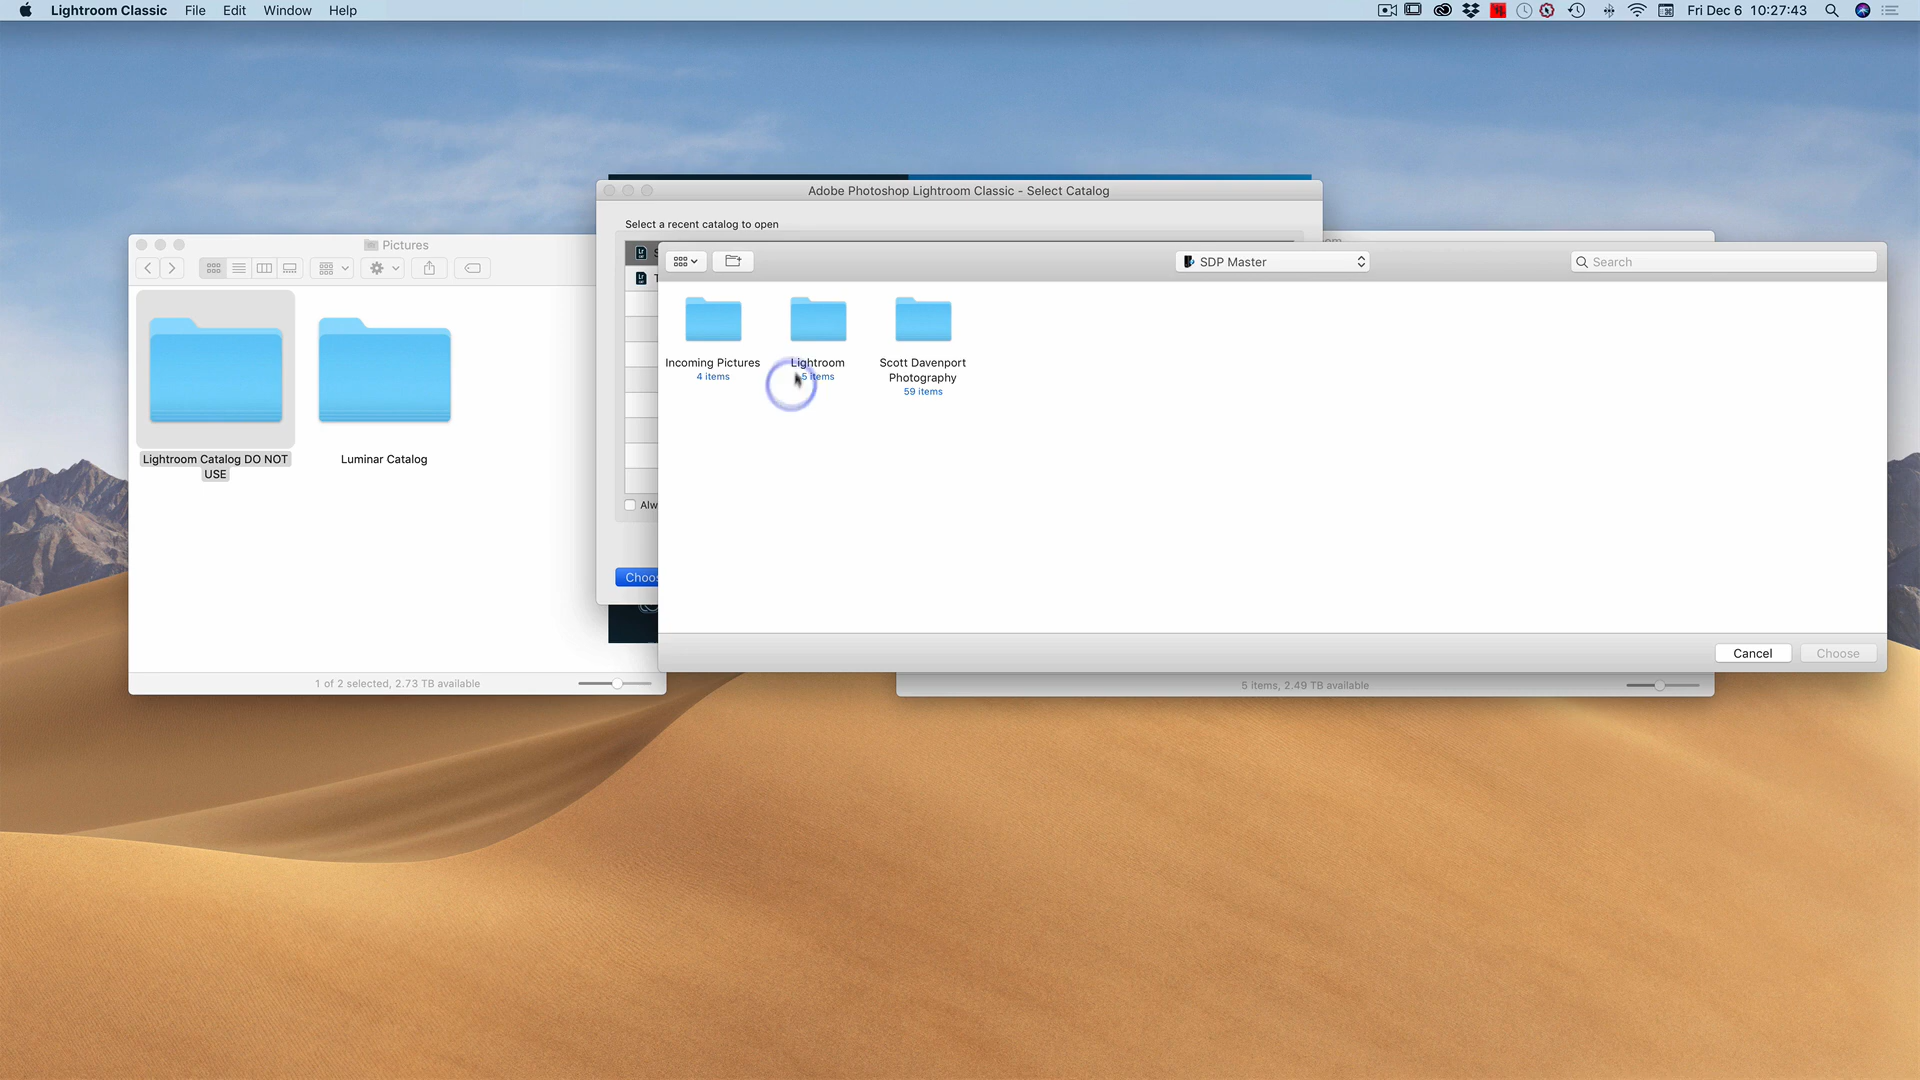 Lightroom Classic File Edit Window Help
Fri Dec 6 10:27:43
Adobe Photoshop Lightroom Classic - Select Catalog
Select a recent catalog to open
Pictures
SDP Master
Search
Incoming Pictures
4 items
Lightroom
5 items
Scott Davenport
Photography
59 items
Lightroom Catalog DO NOT
USE
Luminar Catalog
Alw
Choos
Cancel
Choose
1 of 2 selected, 2.73 TB available
5 items, 2.49 TB available